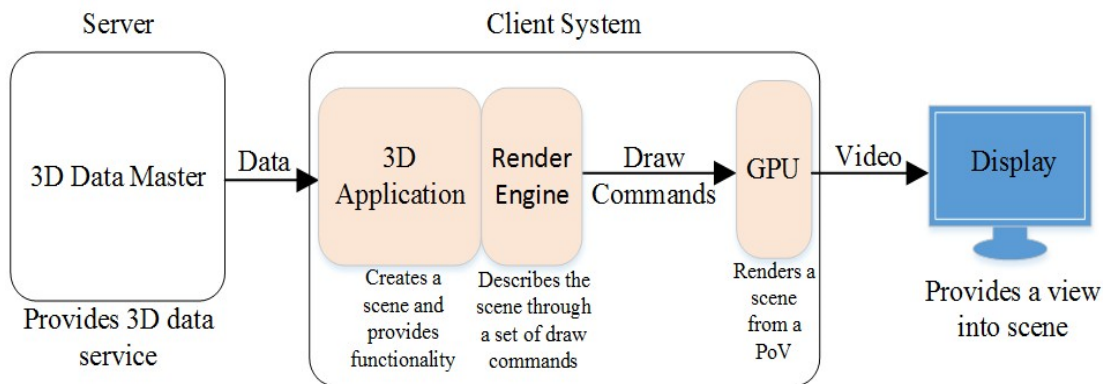 Server
Client System
3D Data Master
Data
3D
Application
Render
Engine
Draw
Commands
GPU
Video
Display
Provides 3D data
service
Creates a
scene and
provides
functionality
Describes the
scene through
a set of draw
commands
Renders a
scene
from a
PoV
Provides a view
into scene